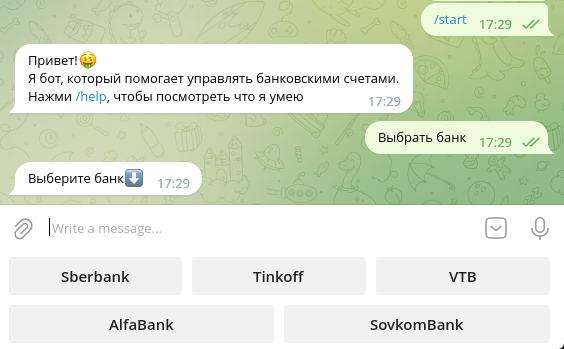 /start 17:29
Привет!🤑
Я бот, который помогает управлять банковскими счетами.
Нажми /help, чтобы посмотреть что я умею 17:29
Выбрать банк 17:29
Выберите банк⬇️ 17:29
Write a message...
Sberbank Tinkoff VTB
AlfaBank SovkomBank